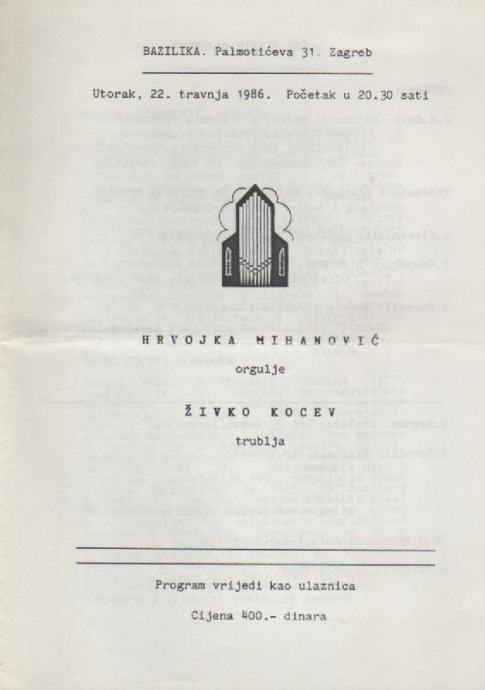 BAZILIKA. Palmotićeva 31. Zagreb
Utorak, 22. travnja 1986. Početak u 20.30 sati
HRVOJKA MIHANOVIĆ
orgulje
ŽIVKO KOCEV
trublja
Program vrijedi kao ulaznica
Cijena 400.- dinara